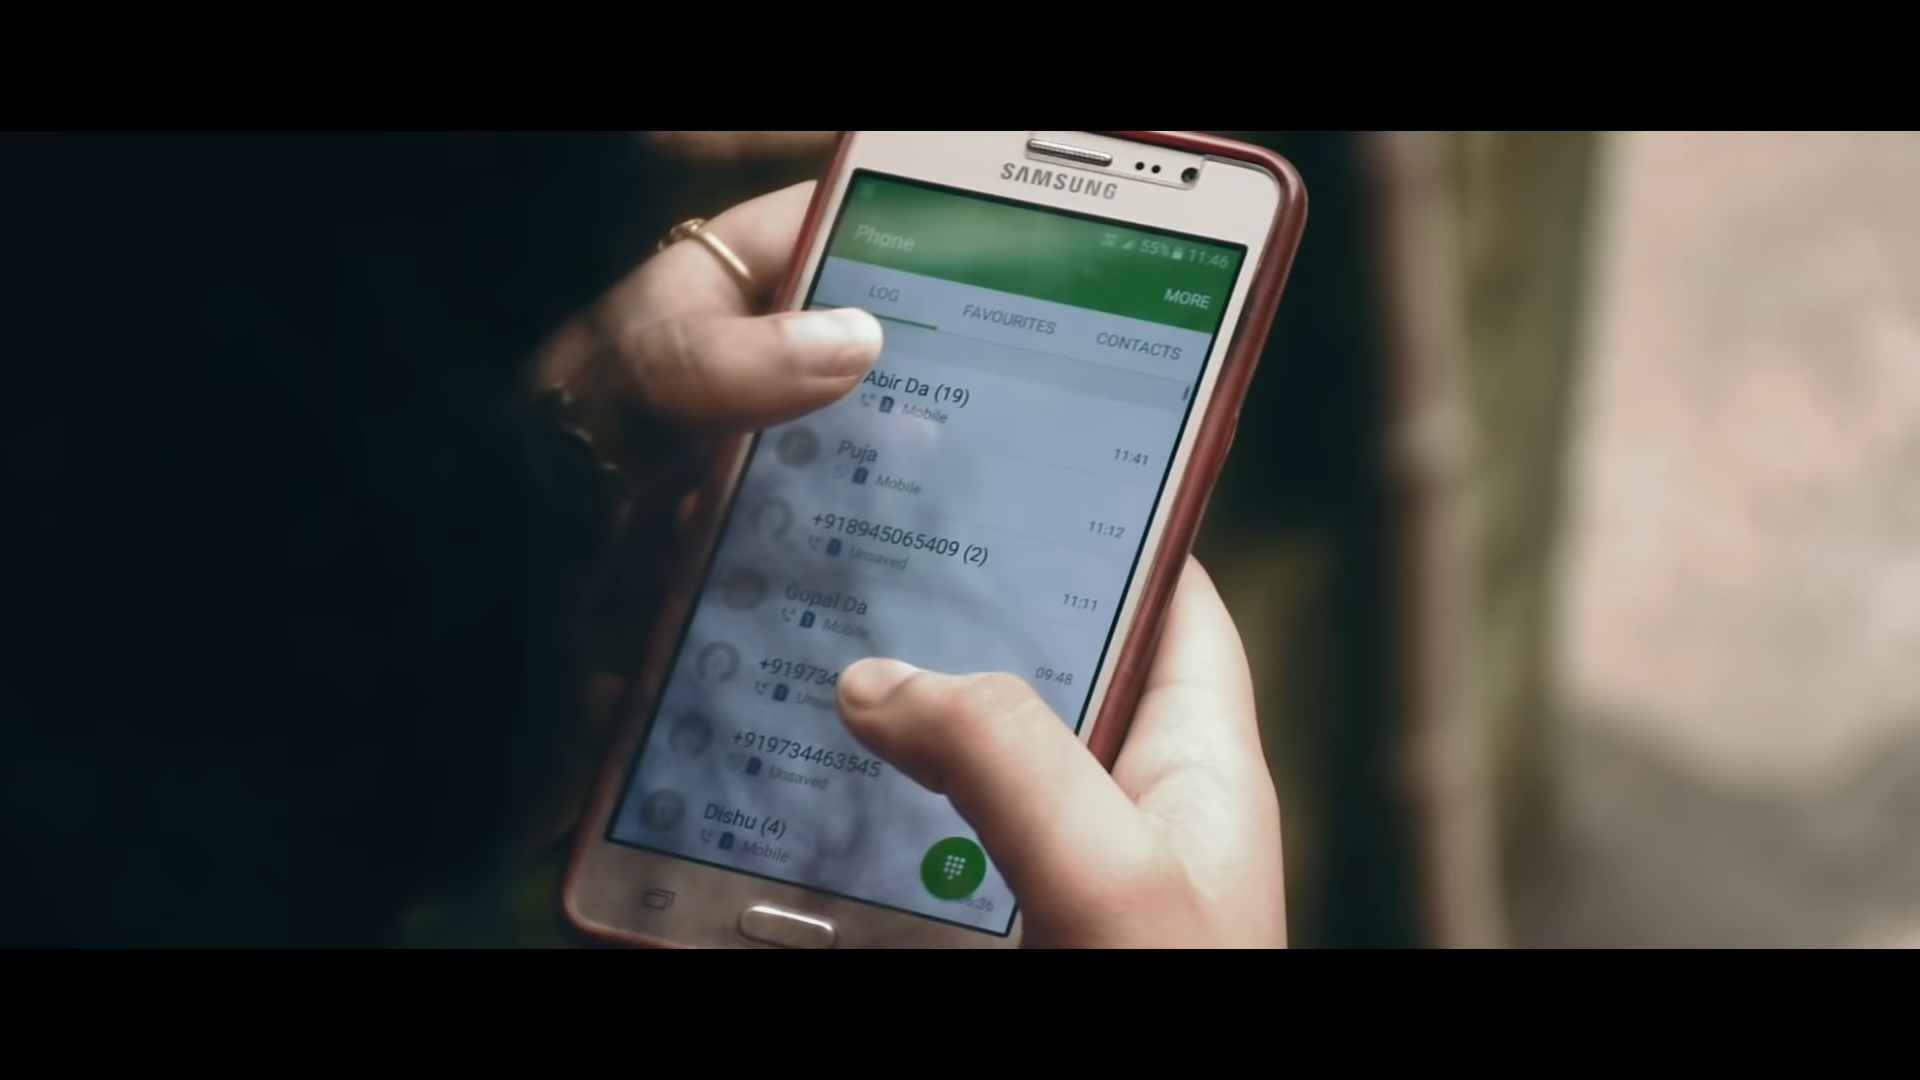 SAMSUNG
55% 11:46
Phone
MORE
LOG FAVOURITES CONTACTS
Abir Da (19)
Mobile
11:41
Puja
Mobile
11:12
+918945065409 (2)
Unsaved
11:11
Gopal Da
Mobile
09:48
+919734
+919734463545
Unsaved
Dishu (4)
Mobile